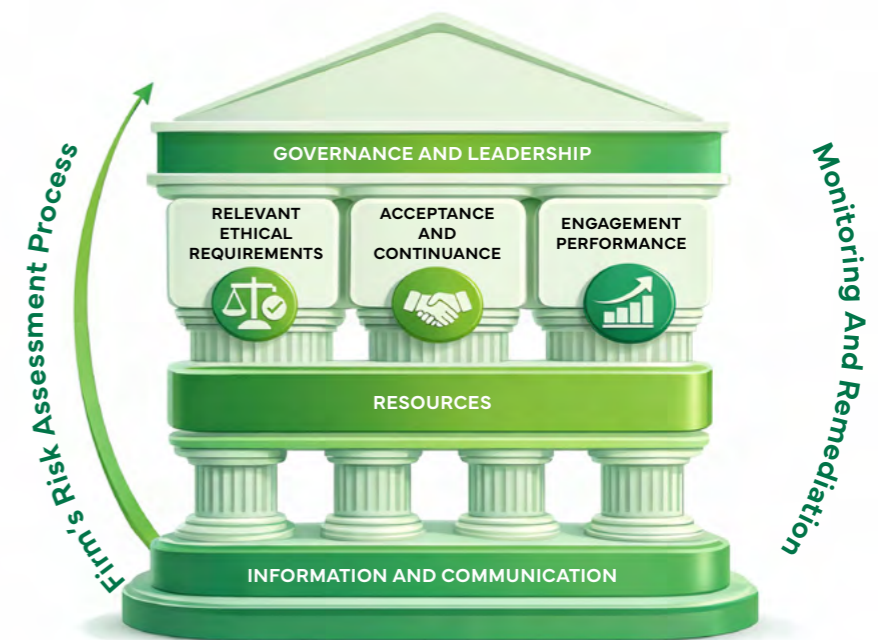 GOVERNANCE AND LEADERSHIP
RELEVANT
ETHICAL
REQUIREMENTS
ACCEPTANCE
AND
CONTINUANCE
ENGAGEMENT
PERFORMANCE
RESOURCES
INFORMATION AND COMMUNICATION
Firm's Risk Assessment Process
Monitoring And Remediation